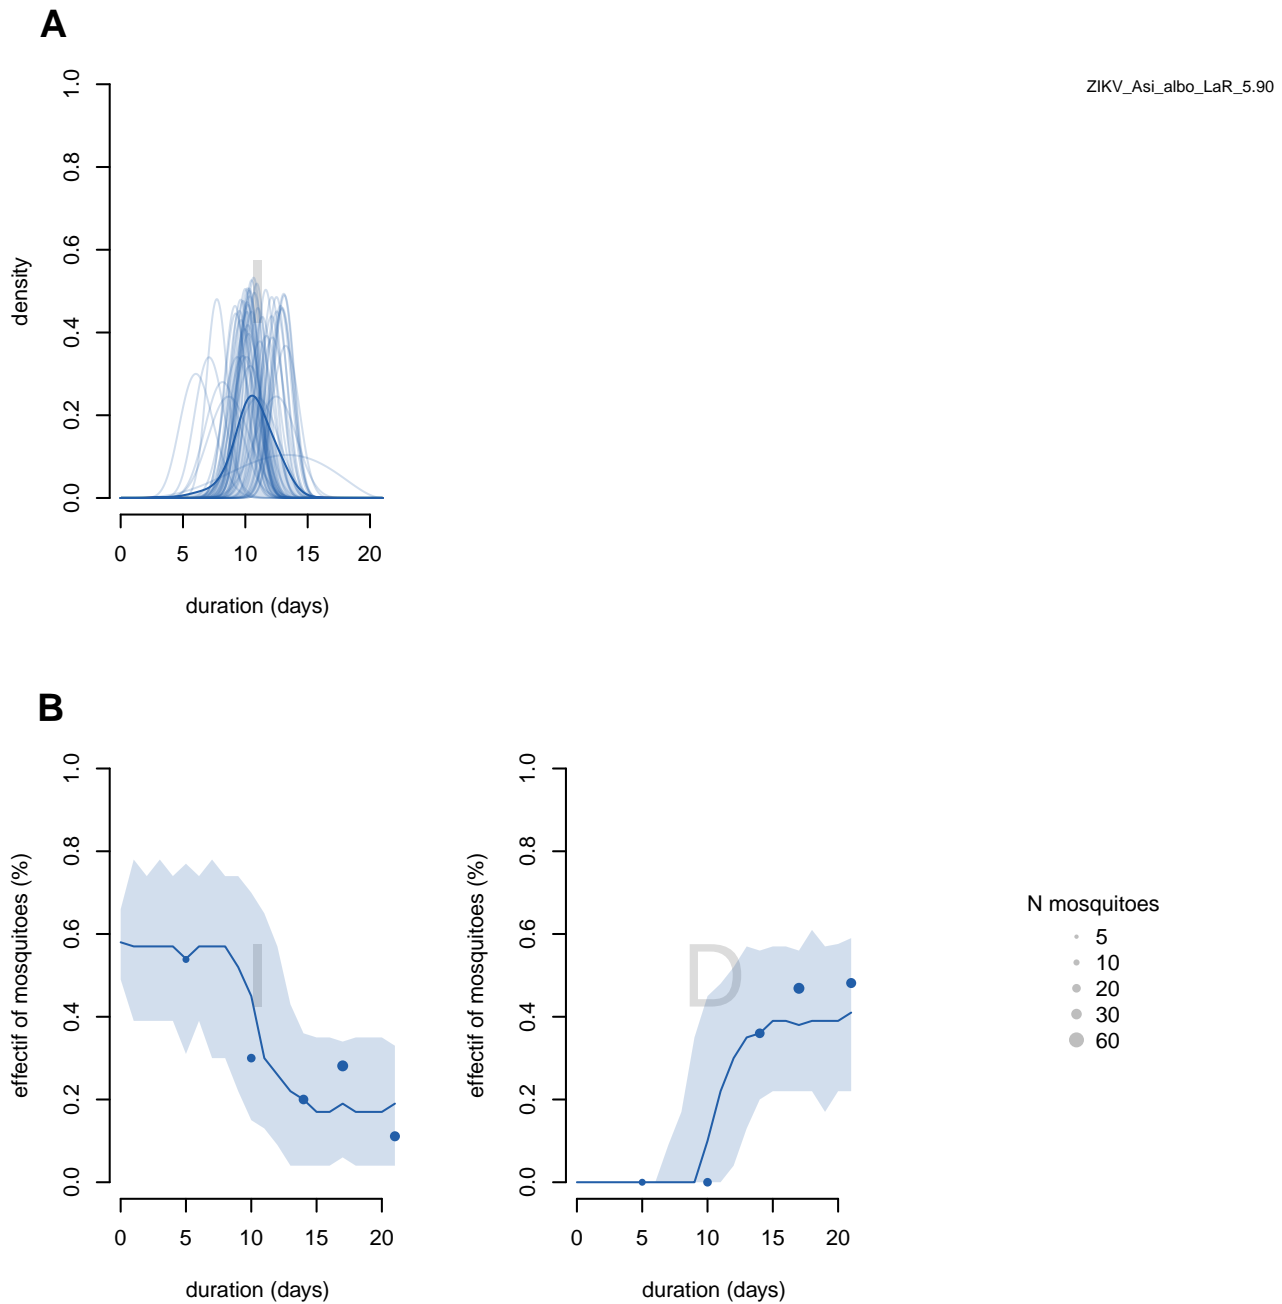 A
ZIKV_Asi_albo_LaR_5.90
1.0
0.8
0.6
0.4
0.2
0.0
density
I
0 5 10 15 20
duration (days)
B
1.0
0.8
0.6
0.4
0.2
0.0
effectif of mosquitoes (%)
I
0 5 10 15 20
duration (days)
1.0
0.8
0.6
0.4
0.2
0.0
effectif of mosquitoes (%)
D
0 5 10 15 20
duration (days)
N mosquitoes
5
10
20
30
60